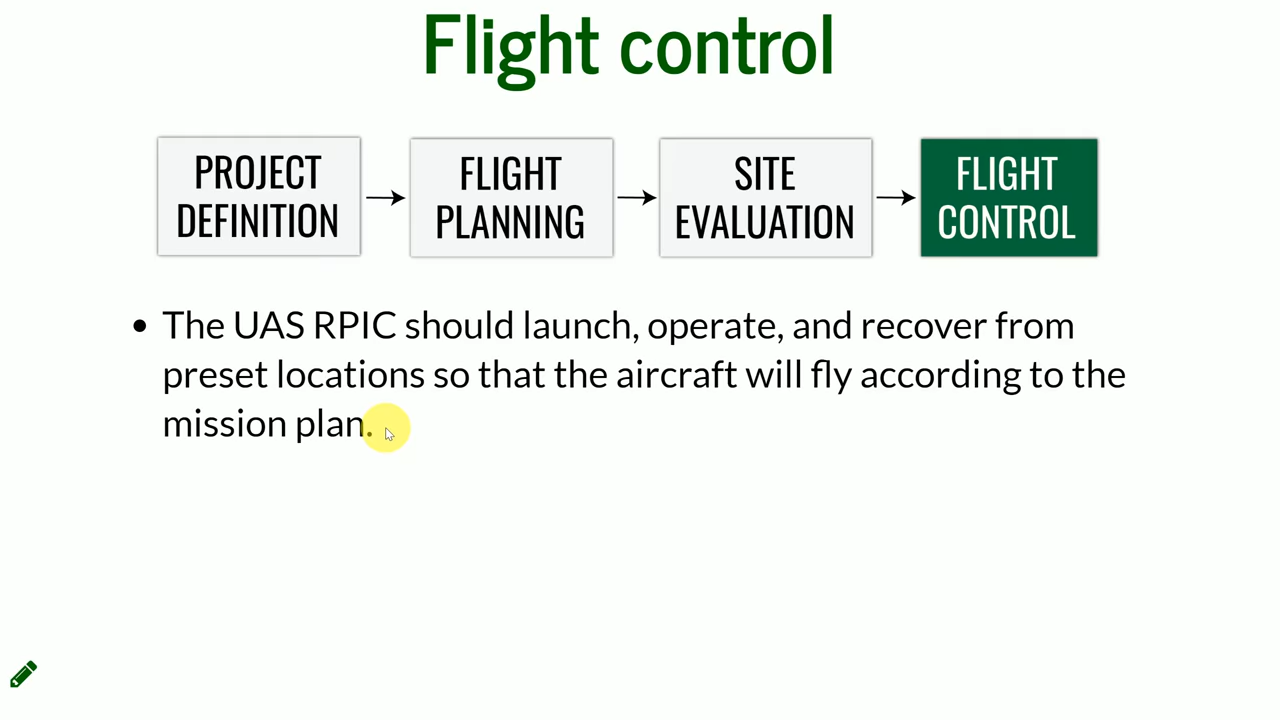 Flight control
PROJECT
DEFINITION
FLIGHT
PLANNING
SITE
EVALUATION
FLIGHT
CONTROL
• The UAS RPIC should launch, operate, and recover from
preset locations so that the aircraft will fly according to the
mission plan.